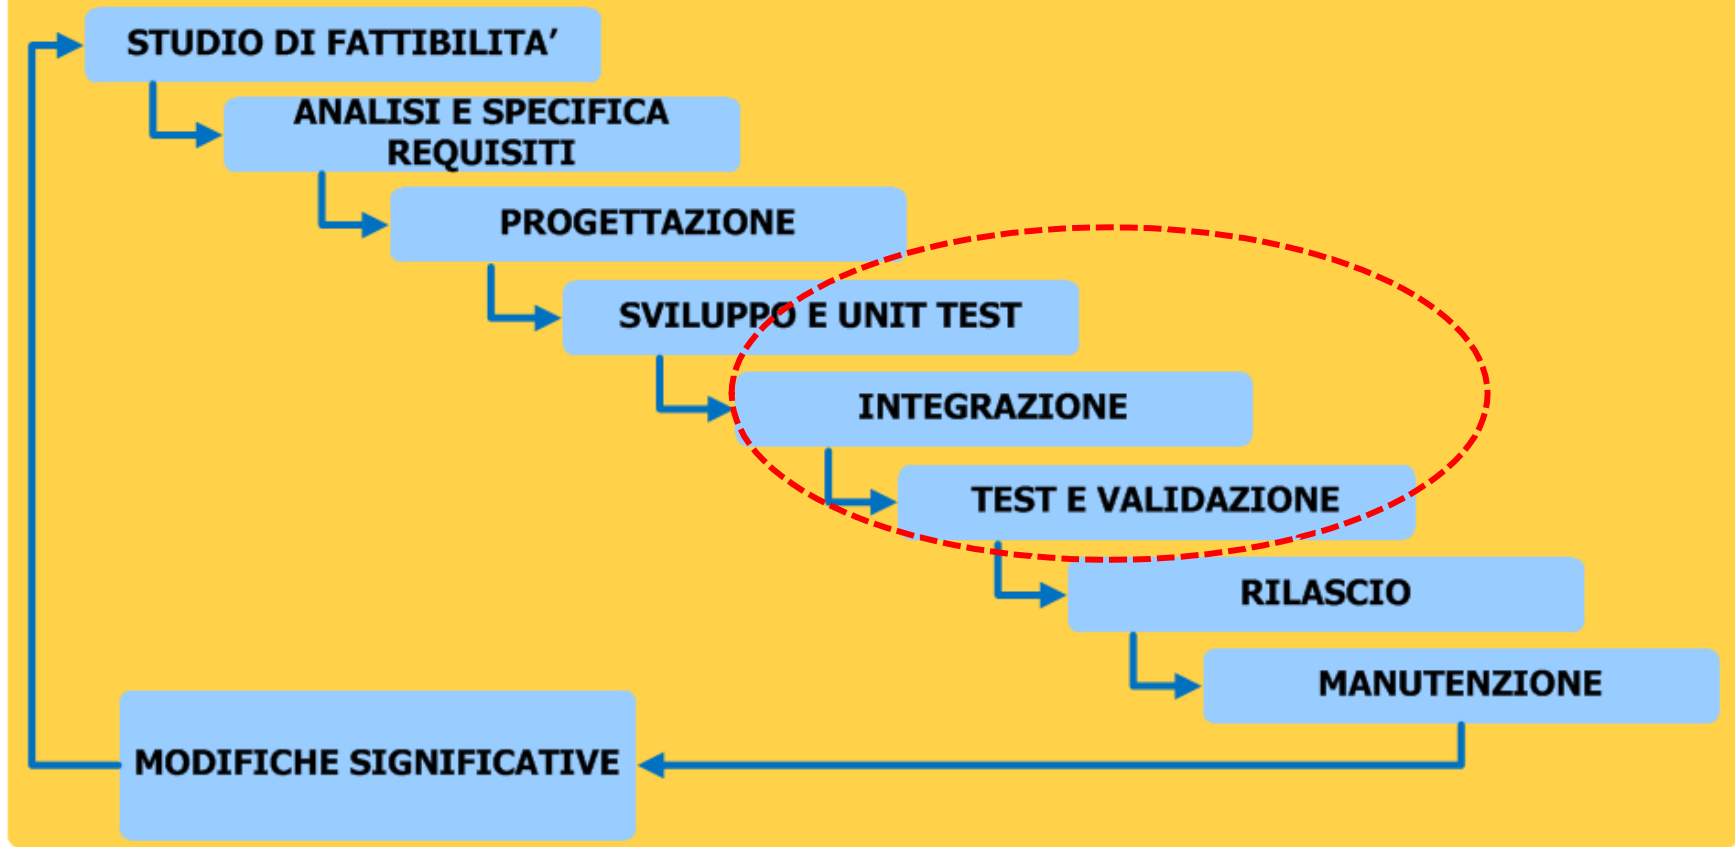 STUDIO DI FATTIBILITA’
ANALISI E SPECIFICA
REQUISITI
PROGETTAZIONE
SVILUPPO E UNIT TEST
INTEGRAZIONE
TEST E VALIDAZIONE
RILASCIO
MANUTENZIONE
MODIFICHE SIGNIFICATIVE